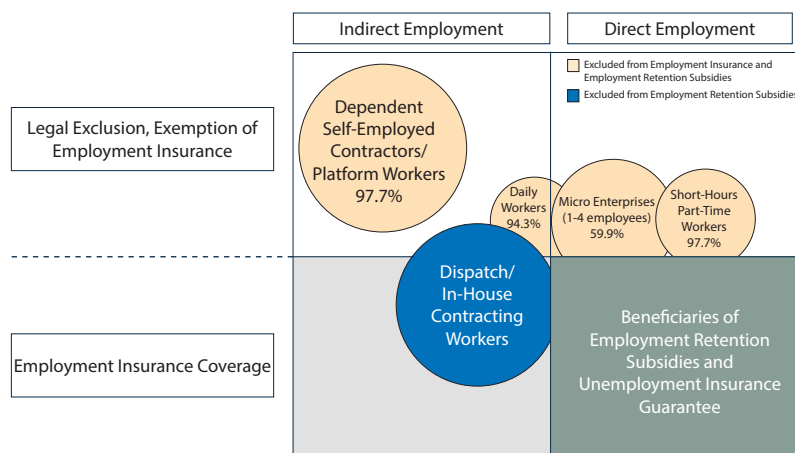 Indirect Employment
Direct Employment
Excluded from Employment Insurance and
Employment Retention Subsidies
Excluded from Employment Retention Subsidies
Legal Exclusion, Exemption of
Employment Insurance
Dependent
Self-Employed
Contractors/
Platform Workers
97.7%
Daily
Workers
94.3%
Micro Enterprises
(1-4 employees)
59.9%
Short-Hours
Part-Time
Workers
97.7%
Dispatch/
In-House
Contracting
Workers
Employment Insurance Coverage
Beneficiaries of
Employment Retention
Subsidies and
Unemployment Insurance
Guarantee